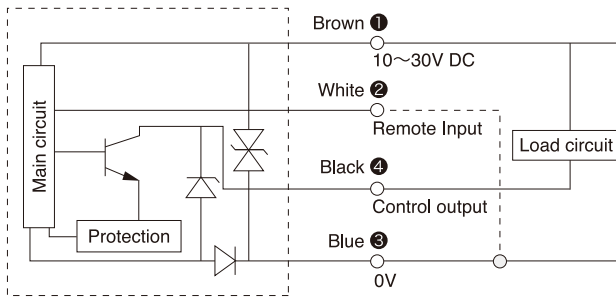 Brown ❶
10～30V DC
White ❷
Remote Input
Main circuit
Load circuit
Black ❹
Control output
Protection
Blue ❸
0V